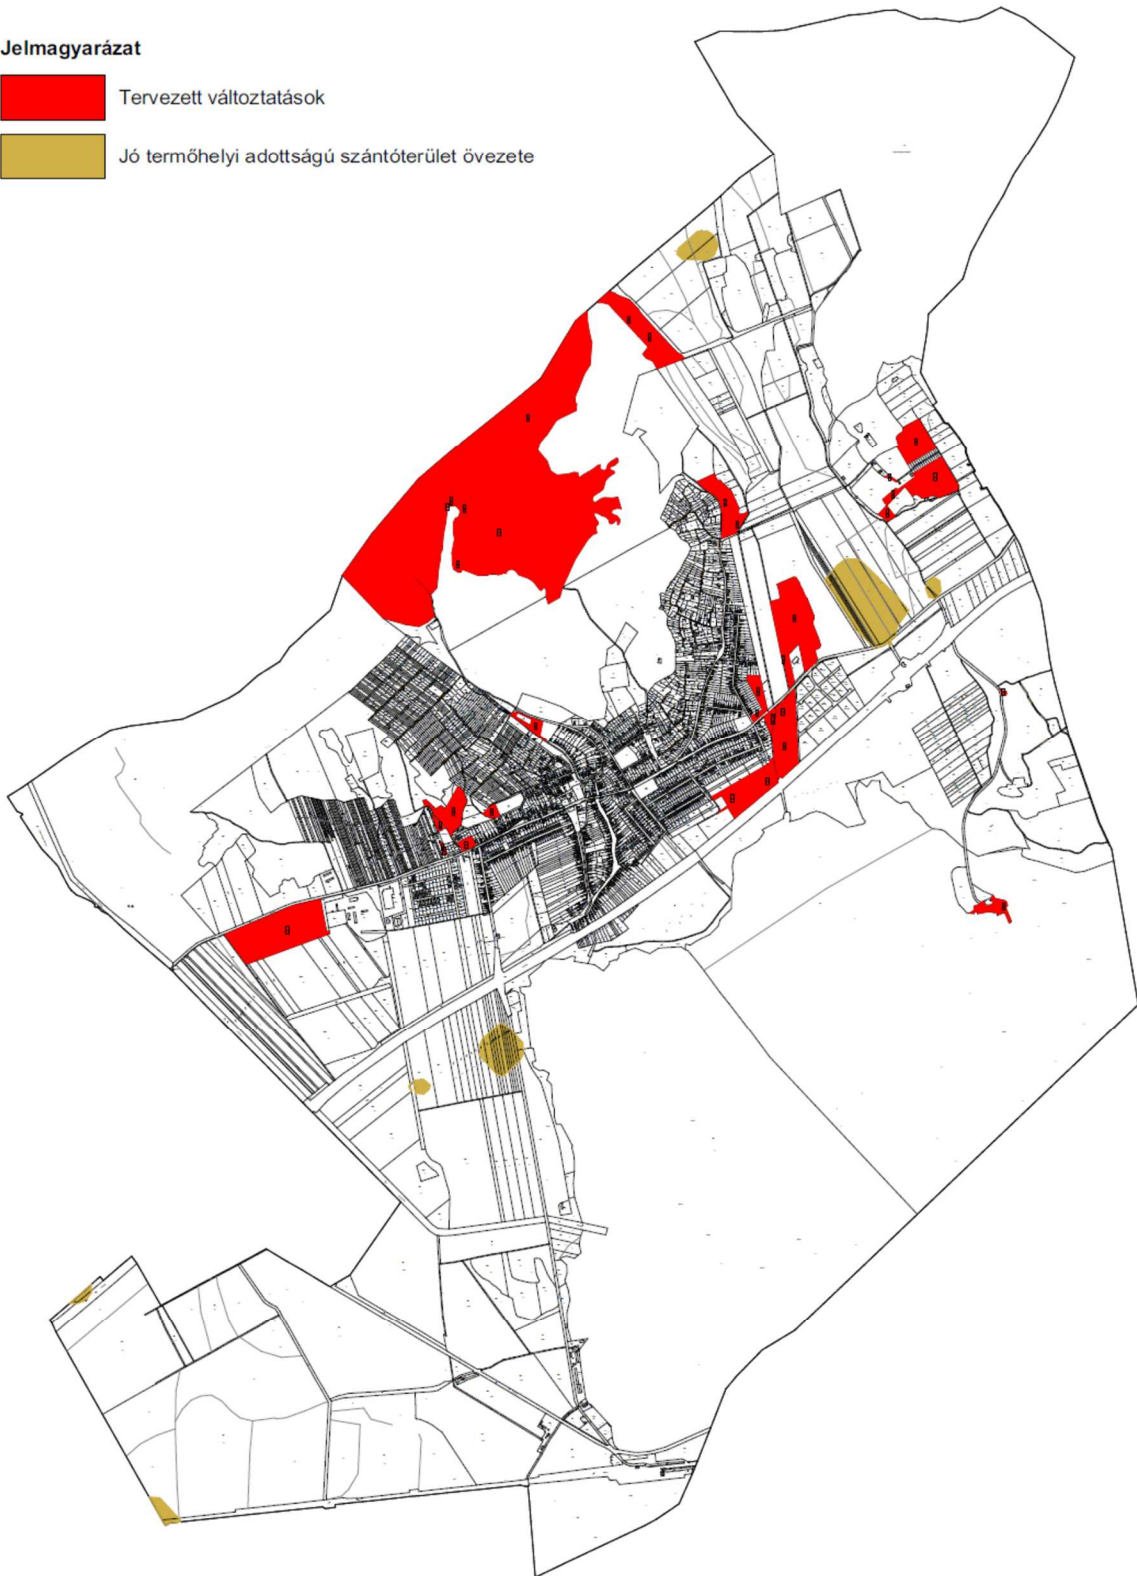 Jelmagyarázat
Tervezett változtatások
Jó termőhelyi adottságú szántóterület övezete